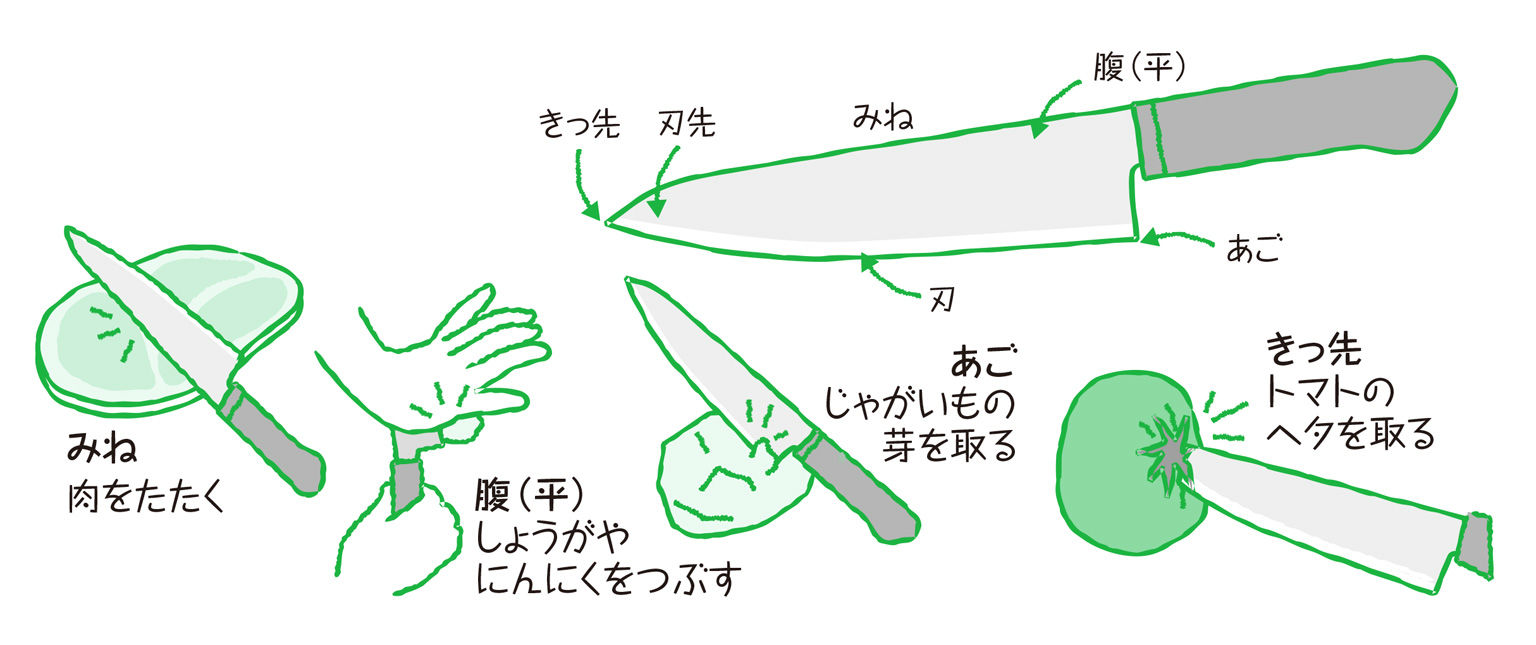 腹（平）
みね
きっ先
刃先
あご
刃
みね
肉をたたく
腹（平）
しょうがや
にんにくをつぶす
あご
じゃがいもの
芽を取る
きっ先
トマトの
ヘタを取る